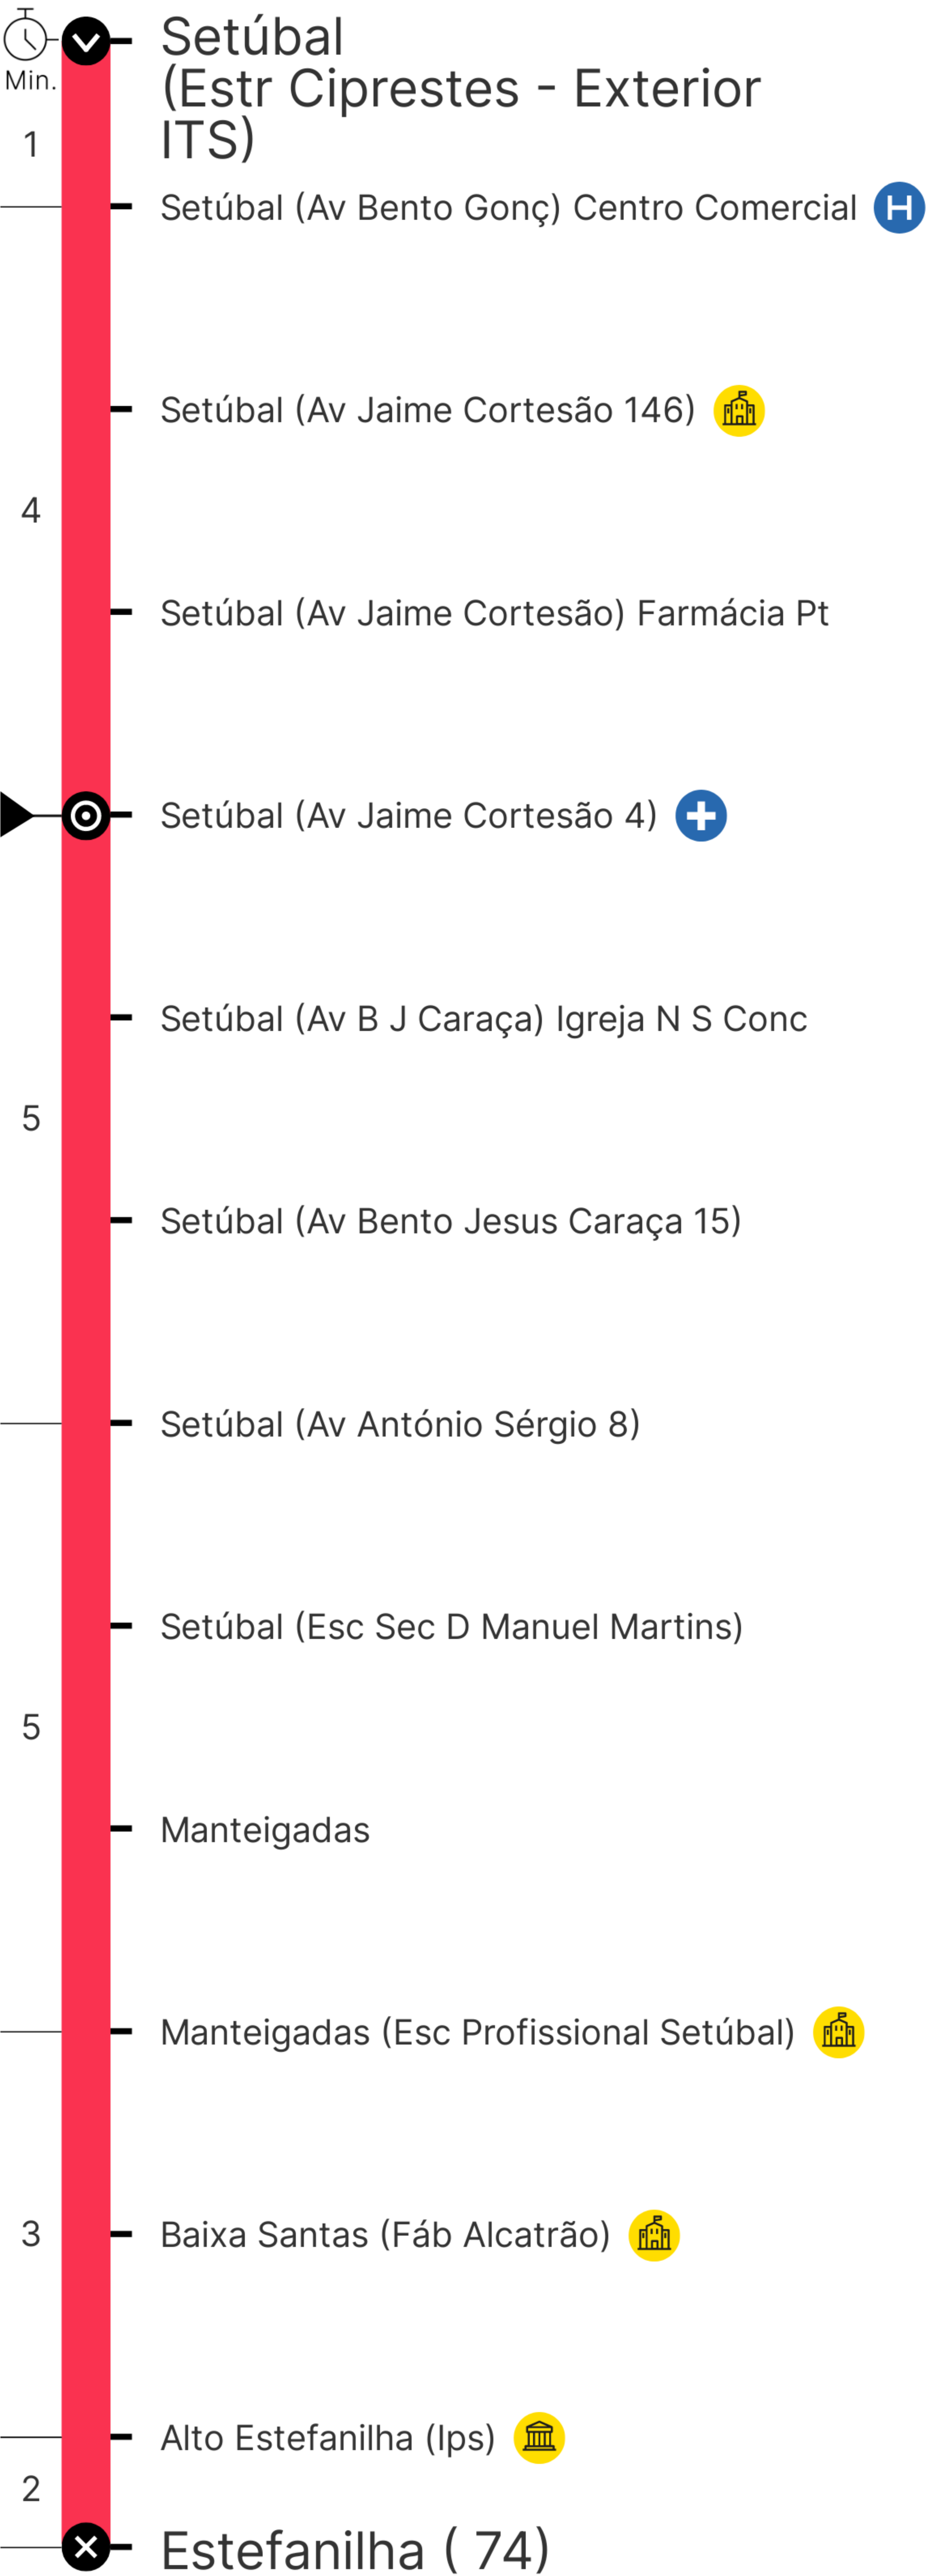 Setúbal
(Estr Ciprestes - Exterior
ITS)
Min.
1
Setúbal (Av Bento Gonç) Centro Comercial H
Setúbal (Av Jaime Cortesão 146)
4
Setúbal (Av Jaime Cortesão) Farmácia Pt
Setúbal (Av Jaime Cortesão 4)
Setúbal (Av B J Caraça) Igreja N S Conc
5
Setúbal (Av Bento Jesus Caraça 15)
Setúbal (Av António Sérgio 8)
Setúbal (Esc Sec D Manuel Martins)
5
Manteigadas
Manteigadas (Esc Profissional Setúbal)
3
Baixa Santas (Fáb Alcatrão)
Alto Estefanilha (Ips)
2
Estefanilha ( 74)